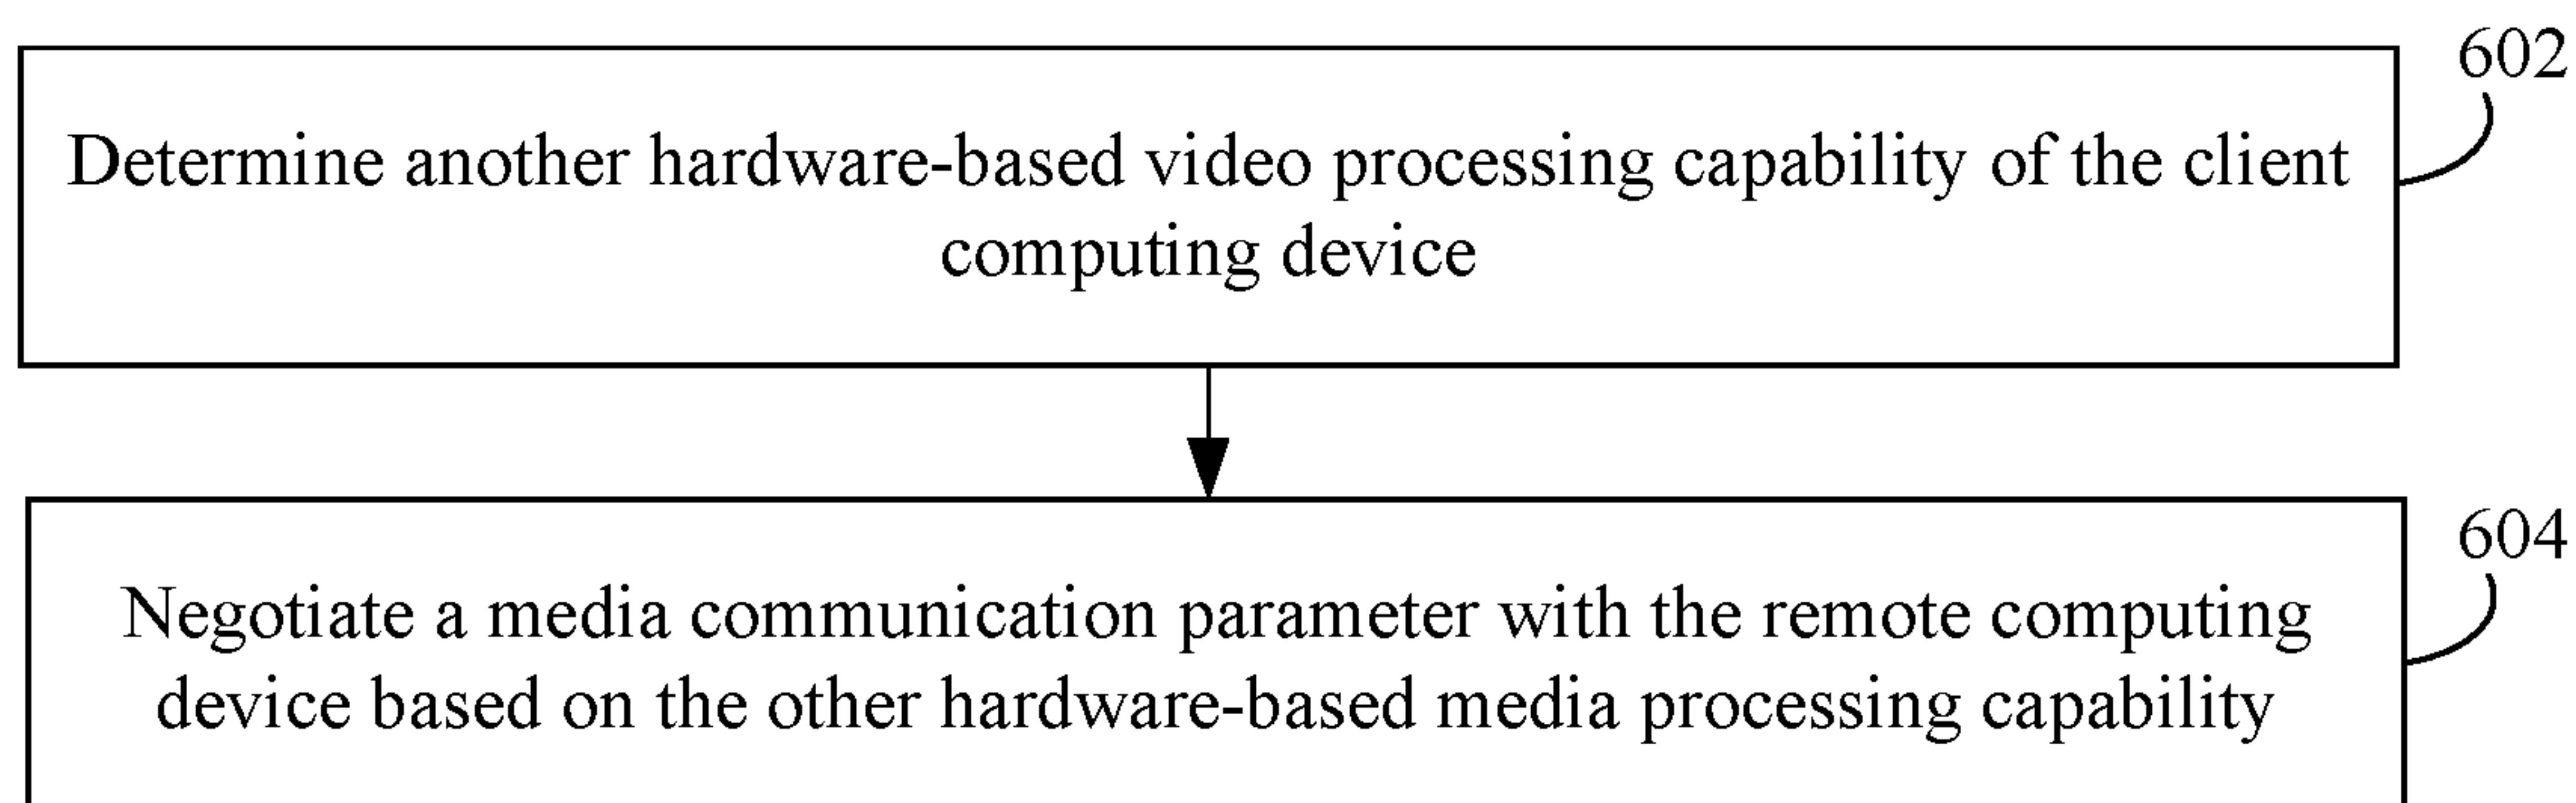 602
Determine another hardware-based video processing capability of the client
computing device
604
Negotiate a media communication parameter with the remote computing
device based on the other hardware-based media processing capability